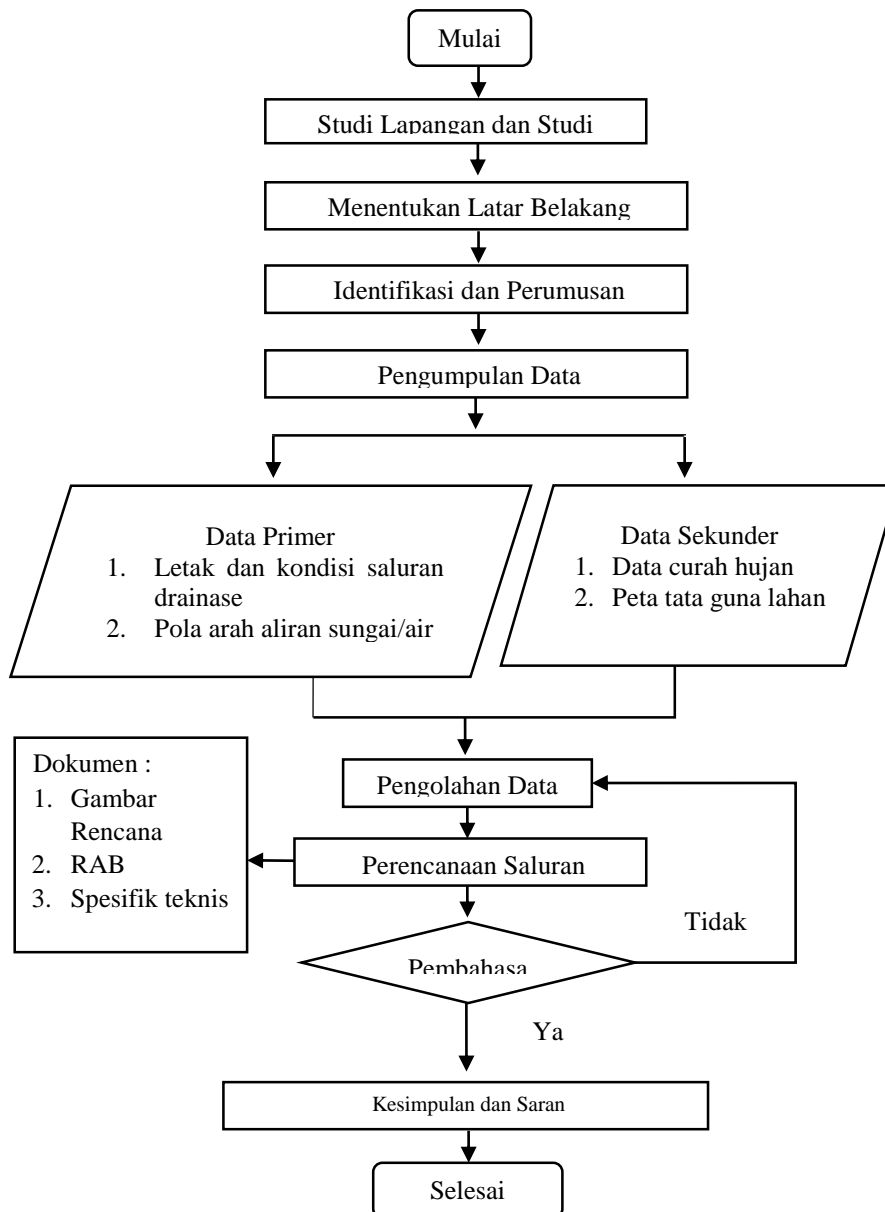 Mulai
Studi Lapangan dan Studi
Menentukan Latar Belakang
Identifikasi dan Perumusan
Pengumpulan Data
Data Primer
1. Letak dan kondisi saluran
drainase
2. Pola arah aliran sungai/air
Data Sekunder
1. Data curah hujan
2. Peta tata guna lahan
Dokumen :
1. Gambar
Rencana
2. RAB
3. Spesifik teknis
Pengolahan Data
Perencanaan Saluran
Tidak
Pembahasa
Ya
Kesimpulan dan Saran
Selesai